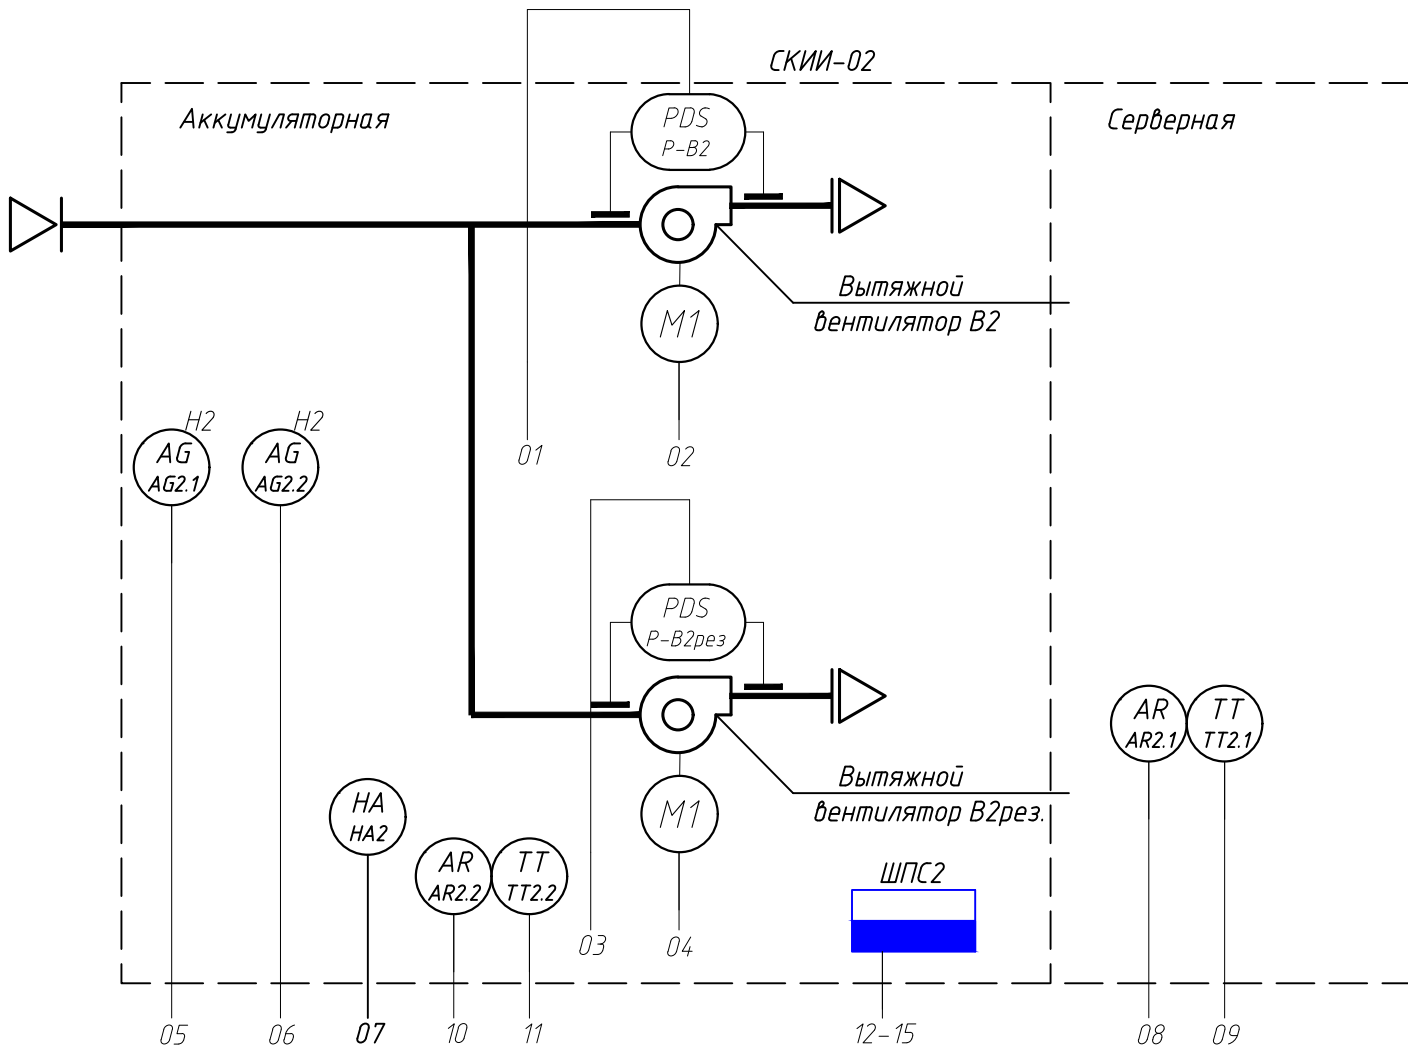 СКИИ-02
Аккумуляторная
Серверная
PDS
P-B2
Вытяжной
вентилятор В2
M1
01
02
H2
AG
AG2.1
H2
AG
AG2.2
PDS
P-B2рез
Вытяжной
вентилятор В2рез.
M1
AR
AR2.1
TT
TT2.1
HA
HA2
AR
AR2.2
TT
TT2.2
ШПС2
03
04
05
06
07
10
11
12-15
08
09